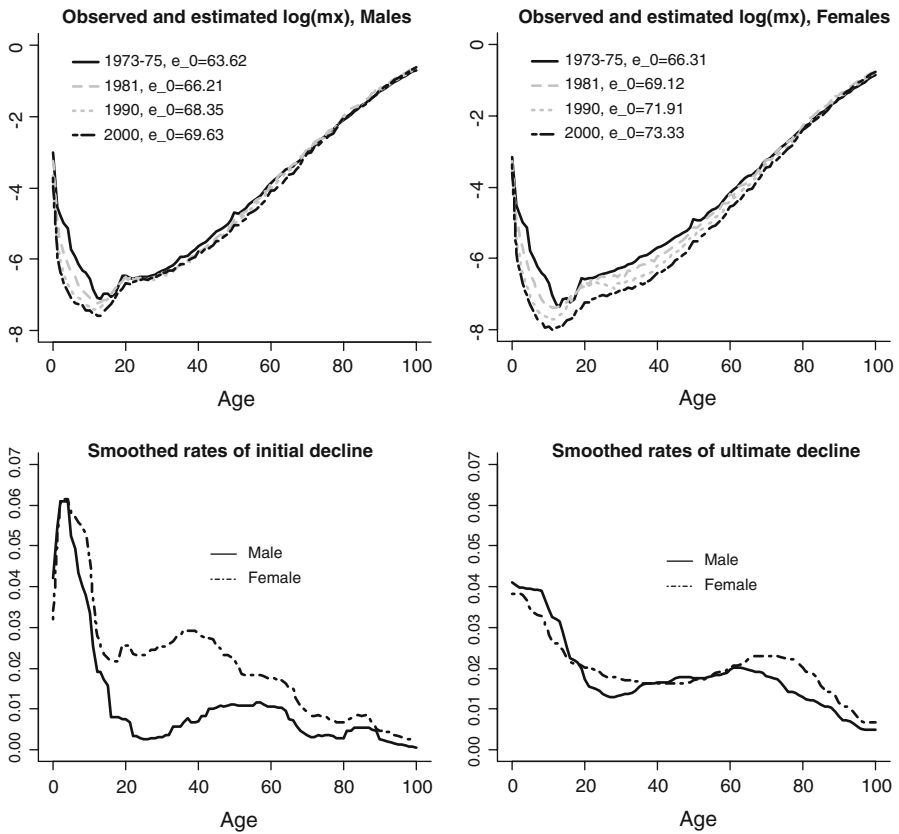 Observed and estimated log(mx), Males
0
-2
-4
-6
-8
1973-75, e_0=63.62
1981, e_0=66.21
1990, e_0=68.35
2000, e_0=69.63
0 20 40 60 80 100
Age
Observed and estimated log(mx), Females
0
-2
-4
-6
-8
1973-75, e_0=66.31
1981, e_0=69.12
1990, e_0=71.91
2000, e_0=73.33
0 20 40 60 80 100
Age
Smoothed rates of initial decline
0.07
0.06
0.05
0.04
0.03
0.02
0.01
0.00
Male
Female
0 20 40 60 80 100
Age
Smoothed rates of ultimate decline
0.07
0.06
0.05
0.04
0.03
0.02
0.01
0.00
Male
Female
0 20 40 60 80 100
Age